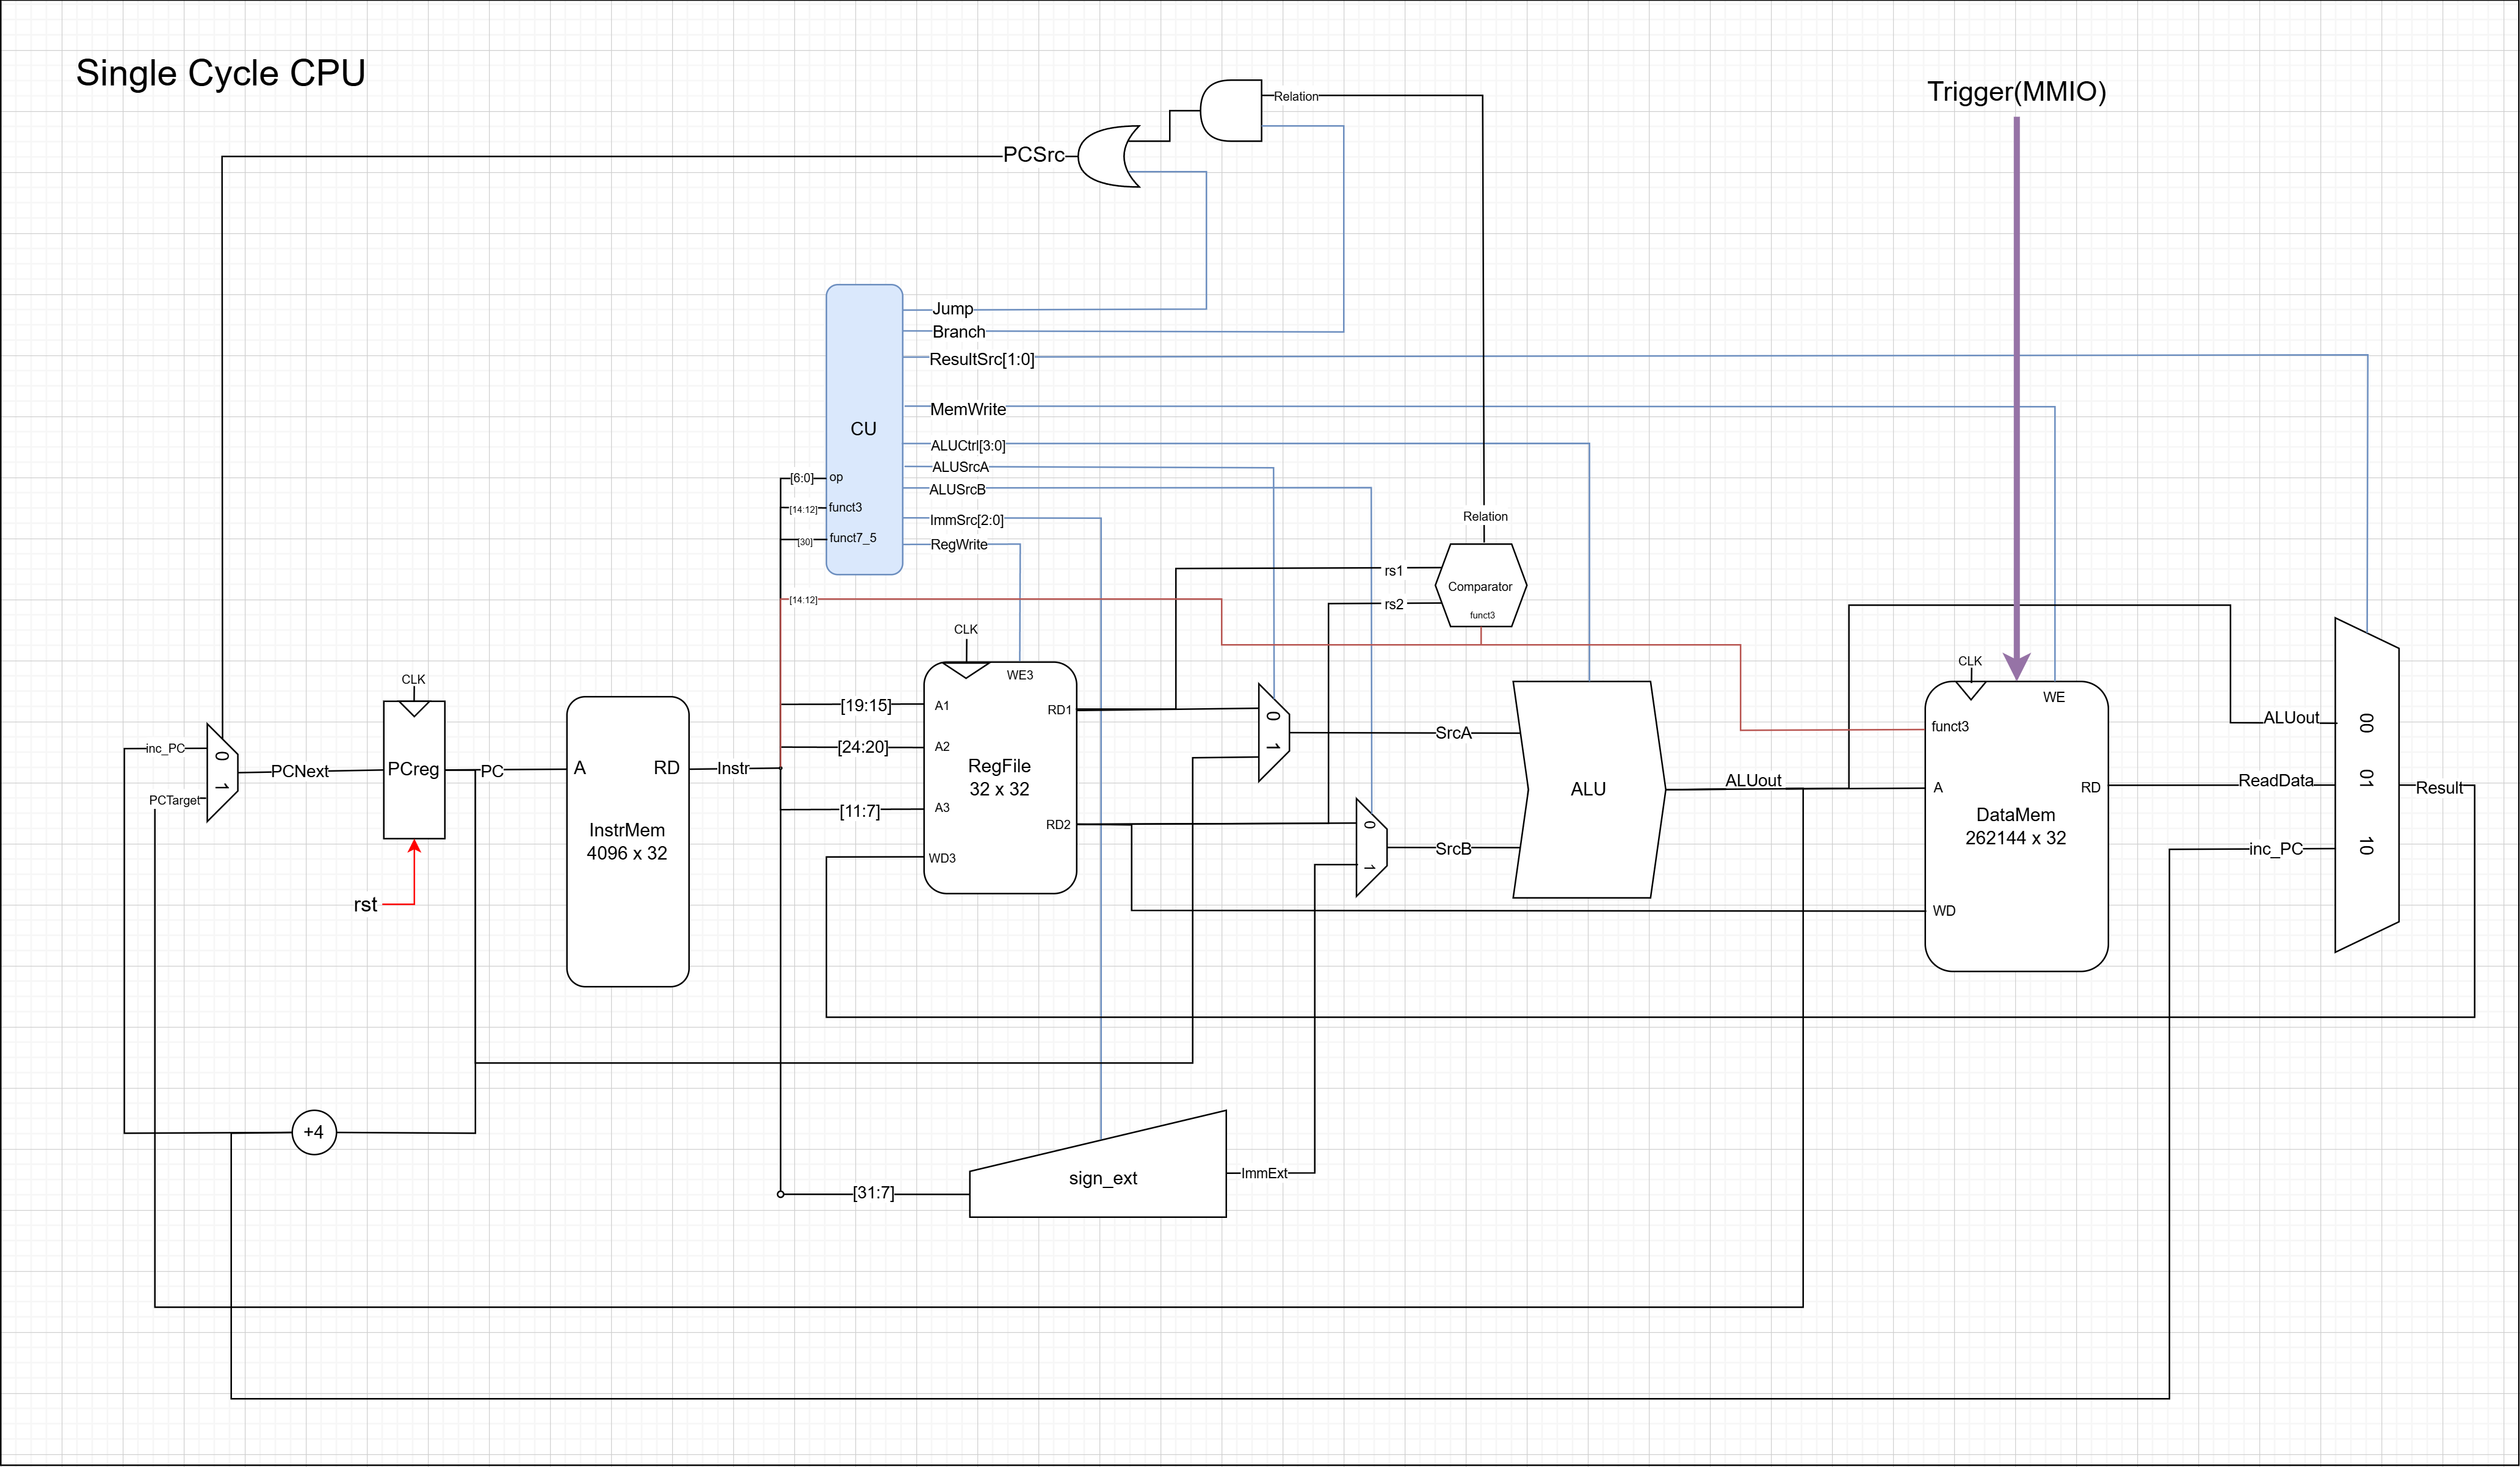 Single Cycle CPU
Trigger(MMIO)
Relation
PCSrc
Jump
Branch
ResultSrc[1:0]
MemWrite
CU
ALUCtrl[3:0]
ALUSrcA
ALUSrcB
ImmSrc[2:0]
RegWrite
[6:0]
op
[14:12]
funct3
[30]
funct7_5
[14:12]
Relation
rs1
rs2
Comparator
funct3
CLK
WE3
A1
A2
A3
WD3
RD1
RD2
RegFile
32 x 32
[19:15]
[24:20]
[11:7]
CLK
PCreg
rst
inc_PC
PCTarget
0
1
PCNext
PC
A
RD
InstrMem
4096 x 32
Instr
0
1
SrcA
0
1
SrcB
ALU
ALUout
CLK
WE
funct3
A
RD
DataMem
262144 x 32
WD
ALUout
ReadData
inc_PC
00
01
10
Result
+4
[31:7]
sign_ext
ImmExt